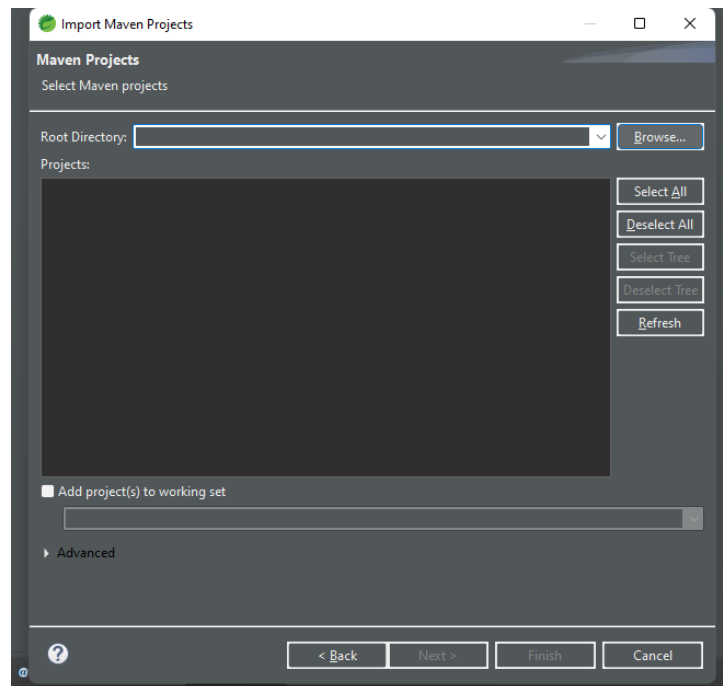 Import Maven Projects
Maven Projects
Select Maven projects
Root Directory:
Browse...
Projects:
Select All
Deselect All
Select Tree
Deselect Tree
Refresh
Add project(s) to working set
Advanced
?
< Back
Next >
Finish
Cancel
@